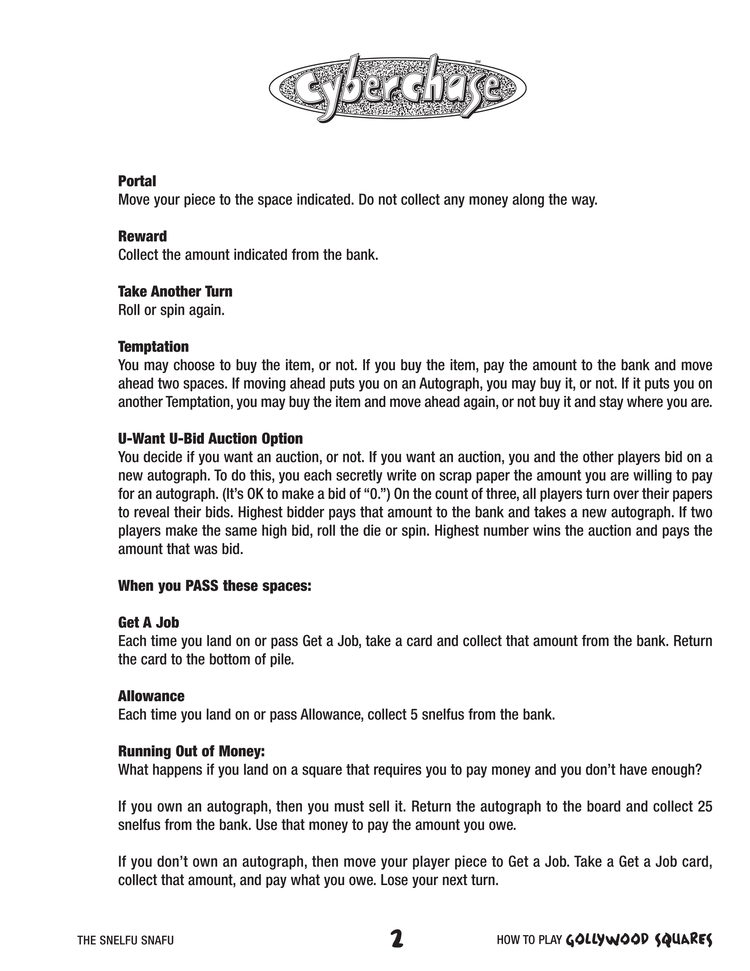 cyberchase
SM
Portal
Move your piece to the space indicated. Do not collect any money along the way.
Reward
Collect the amount indicated from the bank.
Take Another Turn
Roll or spin again.
Temptation
You may choose to buy the item, or not. If you buy the item, pay the amount to the bank and move
ahead two spaces. If moving ahead puts you on an Autograph, you may buy it, or not. If it puts you on
another Temptation, you may buy the item and move ahead again, or not buy it and stay where you are.
U-Want U-Bid Auction Option
You decide if you want an auction, or not. If you want an auction, you and the other players bid on a
new autograph. To do this, you each secretly write on scrap paper the amount you are willing to pay
for an autograph. (It’s OK to make a bid of “0.”) On the count of three, all players turn over their papers
to reveal their bids. Highest bidder pays that amount to the bank and takes a new autograph. If two
players make the same high bid, roll the die or spin. Highest number wins the auction and pays the
amount that was bid.
When you PASS these spaces:
Get A Job
Each time you land on or pass Get a Job, take a card and collect that amount from the bank. Return
the card to the bottom of pile.
Allowance
Each time you land on or pass Allowance, collect 5 snelfus from the bank.
Running Out of Money:
What happens if you land on a square that requires you to pay money and you don’t have enough?
If you own an autograph, then you must sell it. Return the autograph to the board and collect 25
snelfus from the bank. Use that money to pay the amount you owe.
If you don’t own an autograph, then move your player piece to Get a Job. Take a Get a Job card,
collect that amount, and pay what you owe. Lose your next turn.
THE SNELFU SNAFU
2
HOW TO PLAY GOLLYWOOD SQUARES